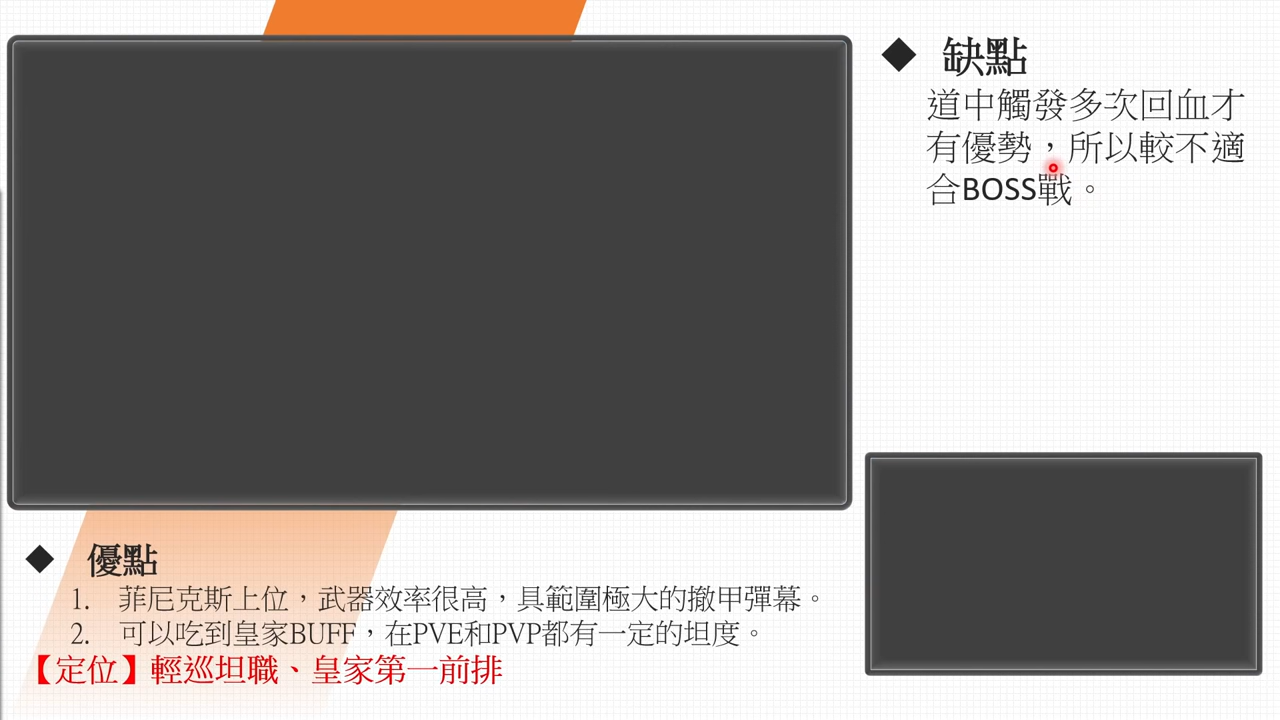 ◆ 缺點
道中觸發多次回血才
有優勢，所以較不適
合BOSS戰。
◆ 優點
1. 菲尼克斯上位，武器效率很高，具範圍極大的撤甲彈幕。
2. 可以吃到皇家BUFF，在PVE和PVP都有一定的坦度。
【定位】輕巡坦職、皇家第一前排